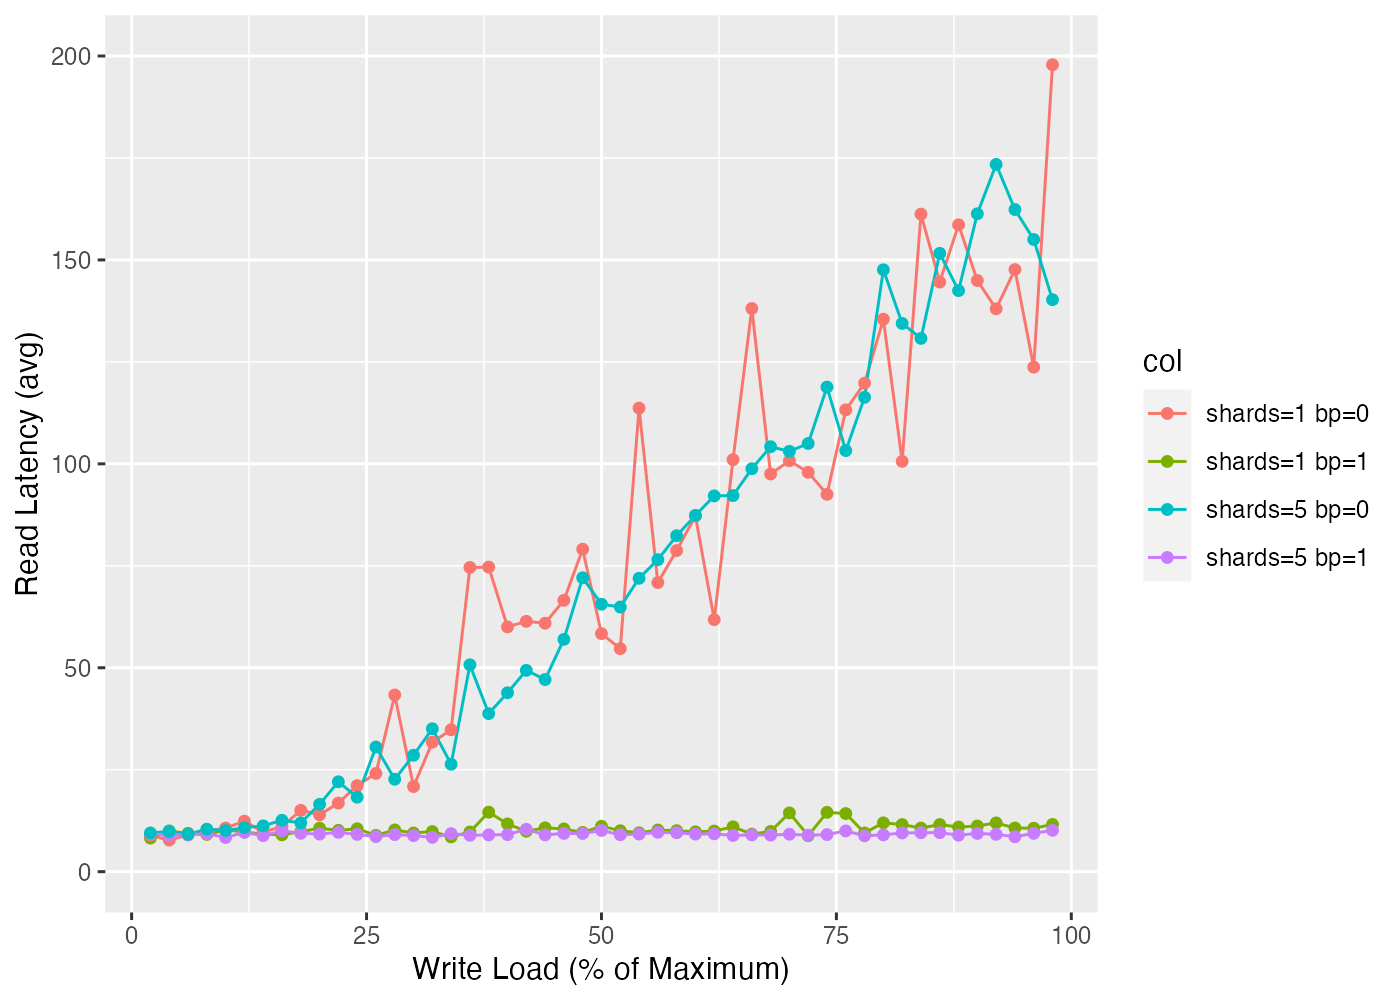 200
150
100
50
0
Read Latency (avg)
0 25 50 75 100
Write Load (% of Maximum)
col
shards=1 bp=0
shards=1 bp=1
shards=5 bp=0
shards=5 bp=1